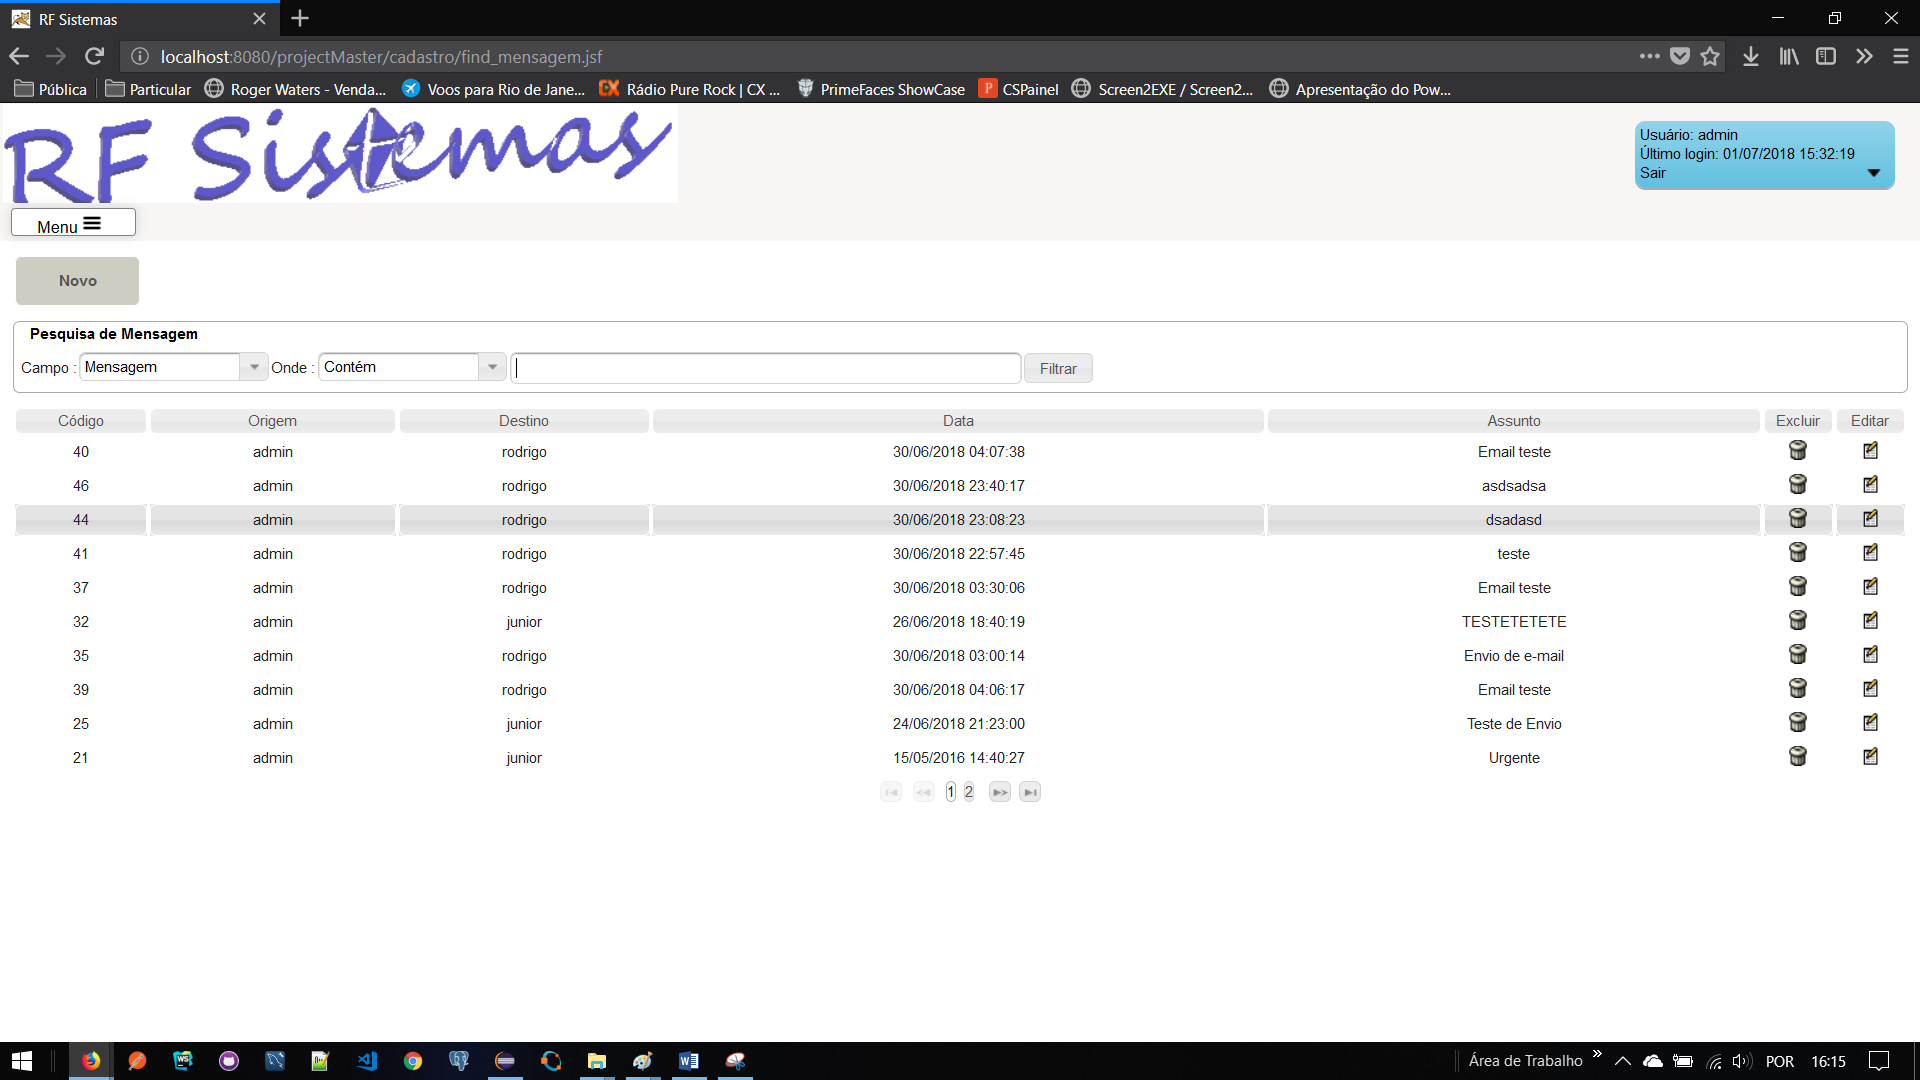 RF Sistemas
localhost:8080/projectMaster/cadastro/find_mensagem.jsf
Pública Particular Roger Waters - Venda... Voos para Rio de Jane... Rádio Pure Rock | CX ... PrimeFaces ShowCase CSPainel Screen2EXE / Screen2... Apresentação do Pow...
RF Sistemas
Usuário: admin
Último login: 01/07/2018 15:32:19
Sair
Menu
Novo
Pesquisa de Mensagem
Campo : Mensagem Onde : Contém Filtrar
Código Origem Destino Data Assunto Excluir Editar
40 admin rodrigo 30/06/2018 04:07:38 Email teste
46 admin rodrigo 30/06/2018 23:40:17 asdsadsa
44 admin rodrigo 30/06/2018 23:08:23 dsadasd
41 admin rodrigo 30/06/2018 22:57:45 teste
37 admin rodrigo 30/06/2018 03:30:06 Email teste
32 admin junior 26/06/2018 18:40:19 TESTETETETE
35 admin rodrigo 30/06/2018 03:00:14 Envio de e-mail
39 admin rodrigo 30/06/2018 04:06:17 Email teste
25 admin junior 24/06/2018 21:23:00 Teste de Envio
21 admin junior 15/05/2016 14:40:27 Urgente
1 2
Área de Trabalho POR 16:15